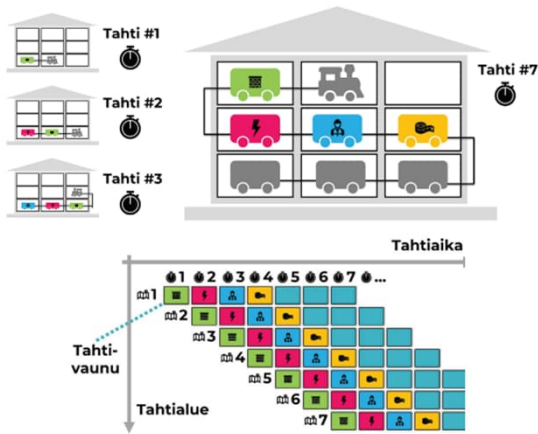 Tahti #1
Tahti #2
Tahti #3
Tahti #7
Tahtiaika
1 2 3 4 5 6 7 ...
1
2
3
4
5
6
7
Tahti-
vaunu
Tahtialue